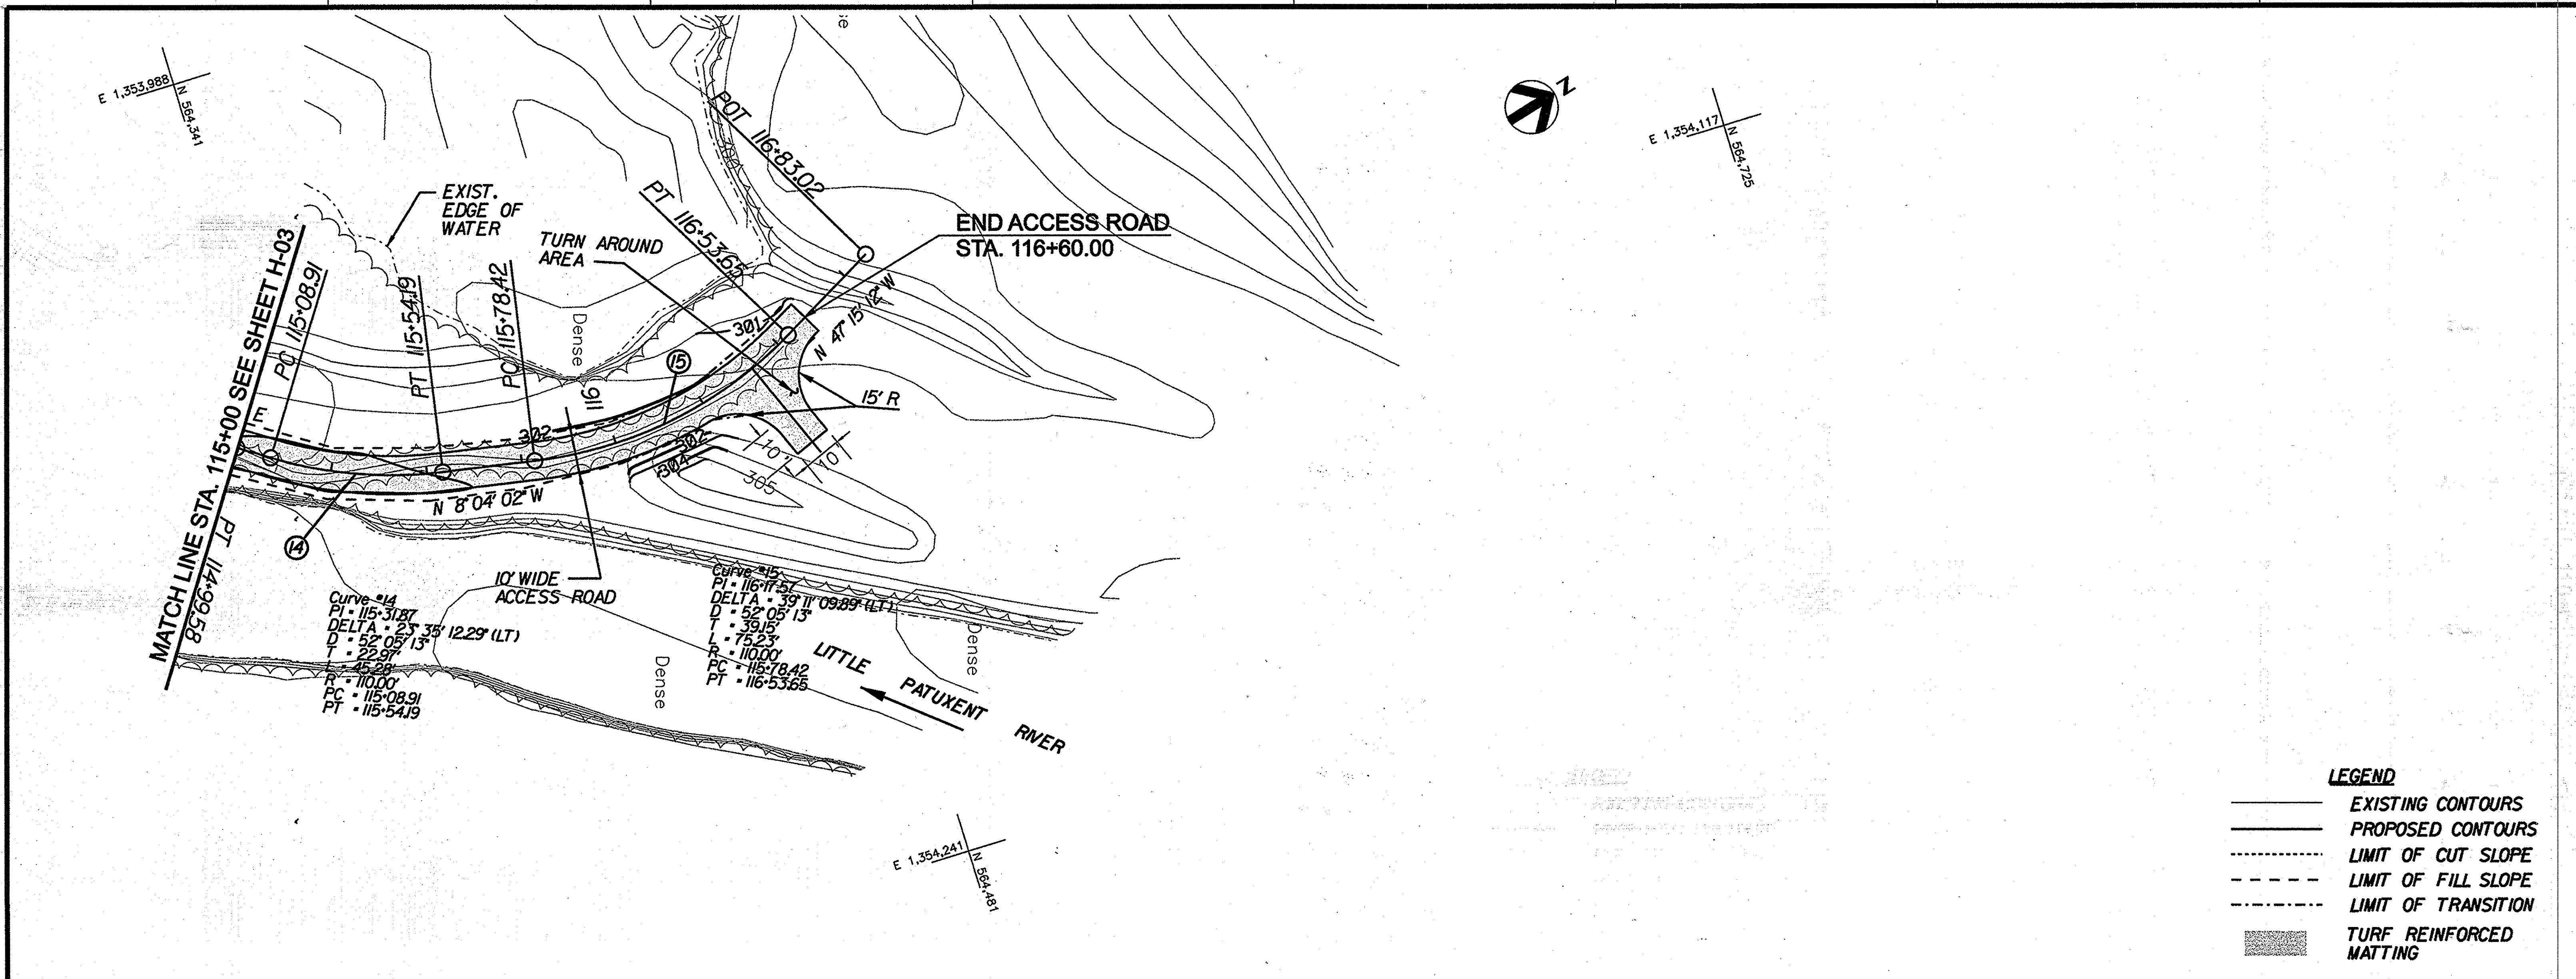 E 1,353,988
N 564,341
POT 116+83.02
PT 116+53.65
EXIST.
EDGE OF
WATER
TURN AROUND
AREA
END ACCESS ROAD
STA. 116+60.00
Z
E 1,354,117
N 564,725
MATCH LINE STA. 115+00 SEE SHEET H-03
PC 115+08.91
PT 115+54.19
PC 115+78.42
Dense
301
15
N 47° 15' 12" W
116
15' R
E
302
302
304
305
10'
10'
N 8° 04' 02" W
14
PT 114+99.58
10' WIDE
ACCESS ROAD
Curve #14
PI = 115+31.87
DELTA = 23° 35' 12.29" (LT)
D = 52° 05' 13"
T = 22.97'
L = 45.28'
R = 110.00'
PC = 115+08.91
PT = 115+54.19
Curve #15
PI = 116+17.57
DELTA = 39° 11' 09.89" (LT)
D = 52° 05' 13"
T = 39.15'
L = 75.23'
R = 110.00'
PC = 115+78.42
PT = 116+53.65
Dense
Dense
LITTLE PATUXENT RIVER
E 1,354,241
N 564,481
LEGEND
EXISTING CONTOURS
PROPOSED CONTOURS
LIMIT OF CUT SLOPE
LIMIT OF FILL SLOPE
LIMIT OF TRANSITION
TURF REINFORCED
MATTING